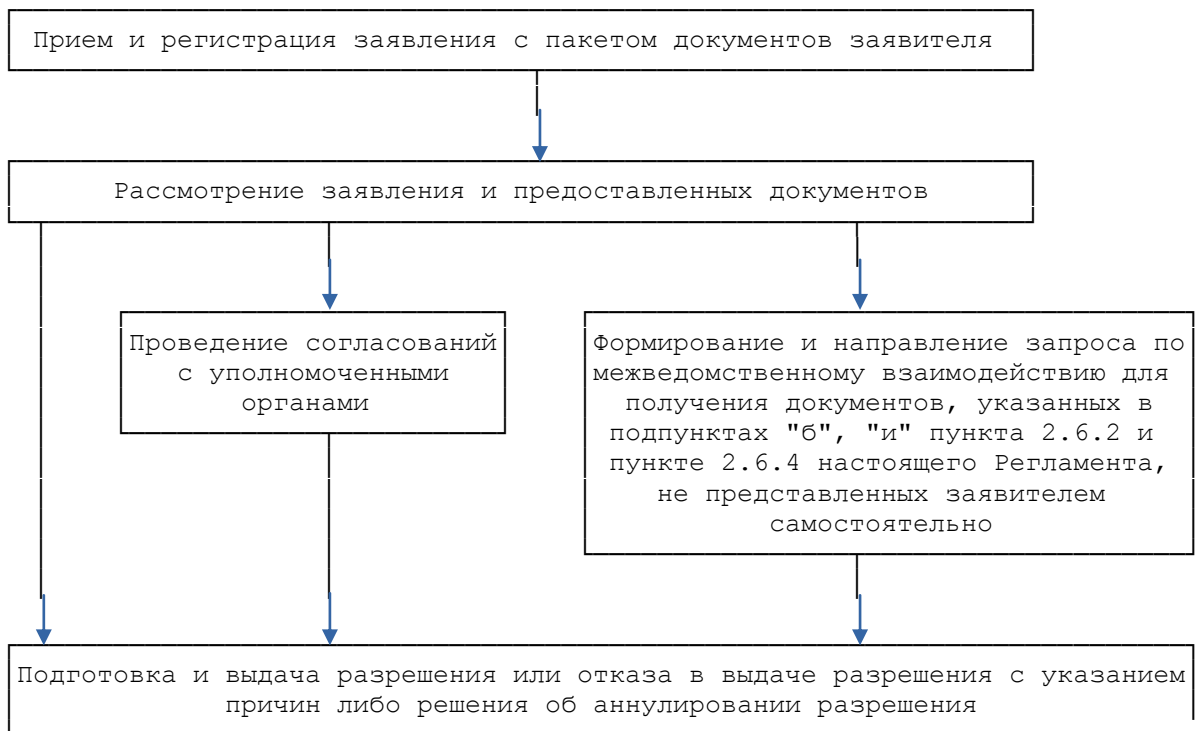 Прием и регистрация заявления с пакетом документов заявителя
Рассмотрение заявления и предоставленных документов
Проведение согласований
с уполномоченными
органами
Формирование и направление запроса по
межведомственному взаимодействию для
получения документов, указанных в
подпунктах "б", "и" пункта 2.6.2 и
пункте 2.6.4 настоящего Регламента,
не представленных заявителем
самостоятельно
Подготовка и выдача разрешения или отказа в выдаче разрешения с указанием
причин либо решения об аннулировании разрешения